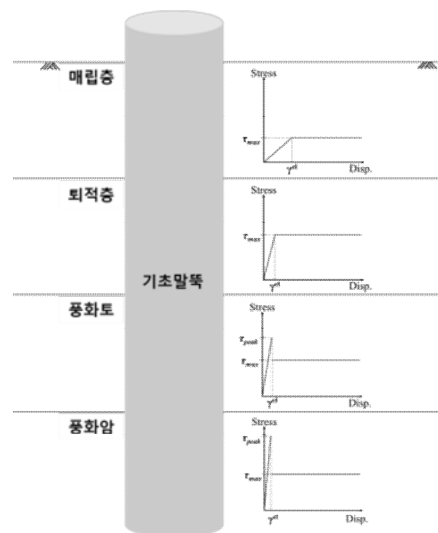 매립층
Stress
τmax
γel
Disp.
퇴적층
Stress
τmax
γel
Disp.
기초말뚝
풍화토
Stress
τpeak
τmax
γel
Disp.
풍화암
Stress
τpeak
τmax
γel
Disp.